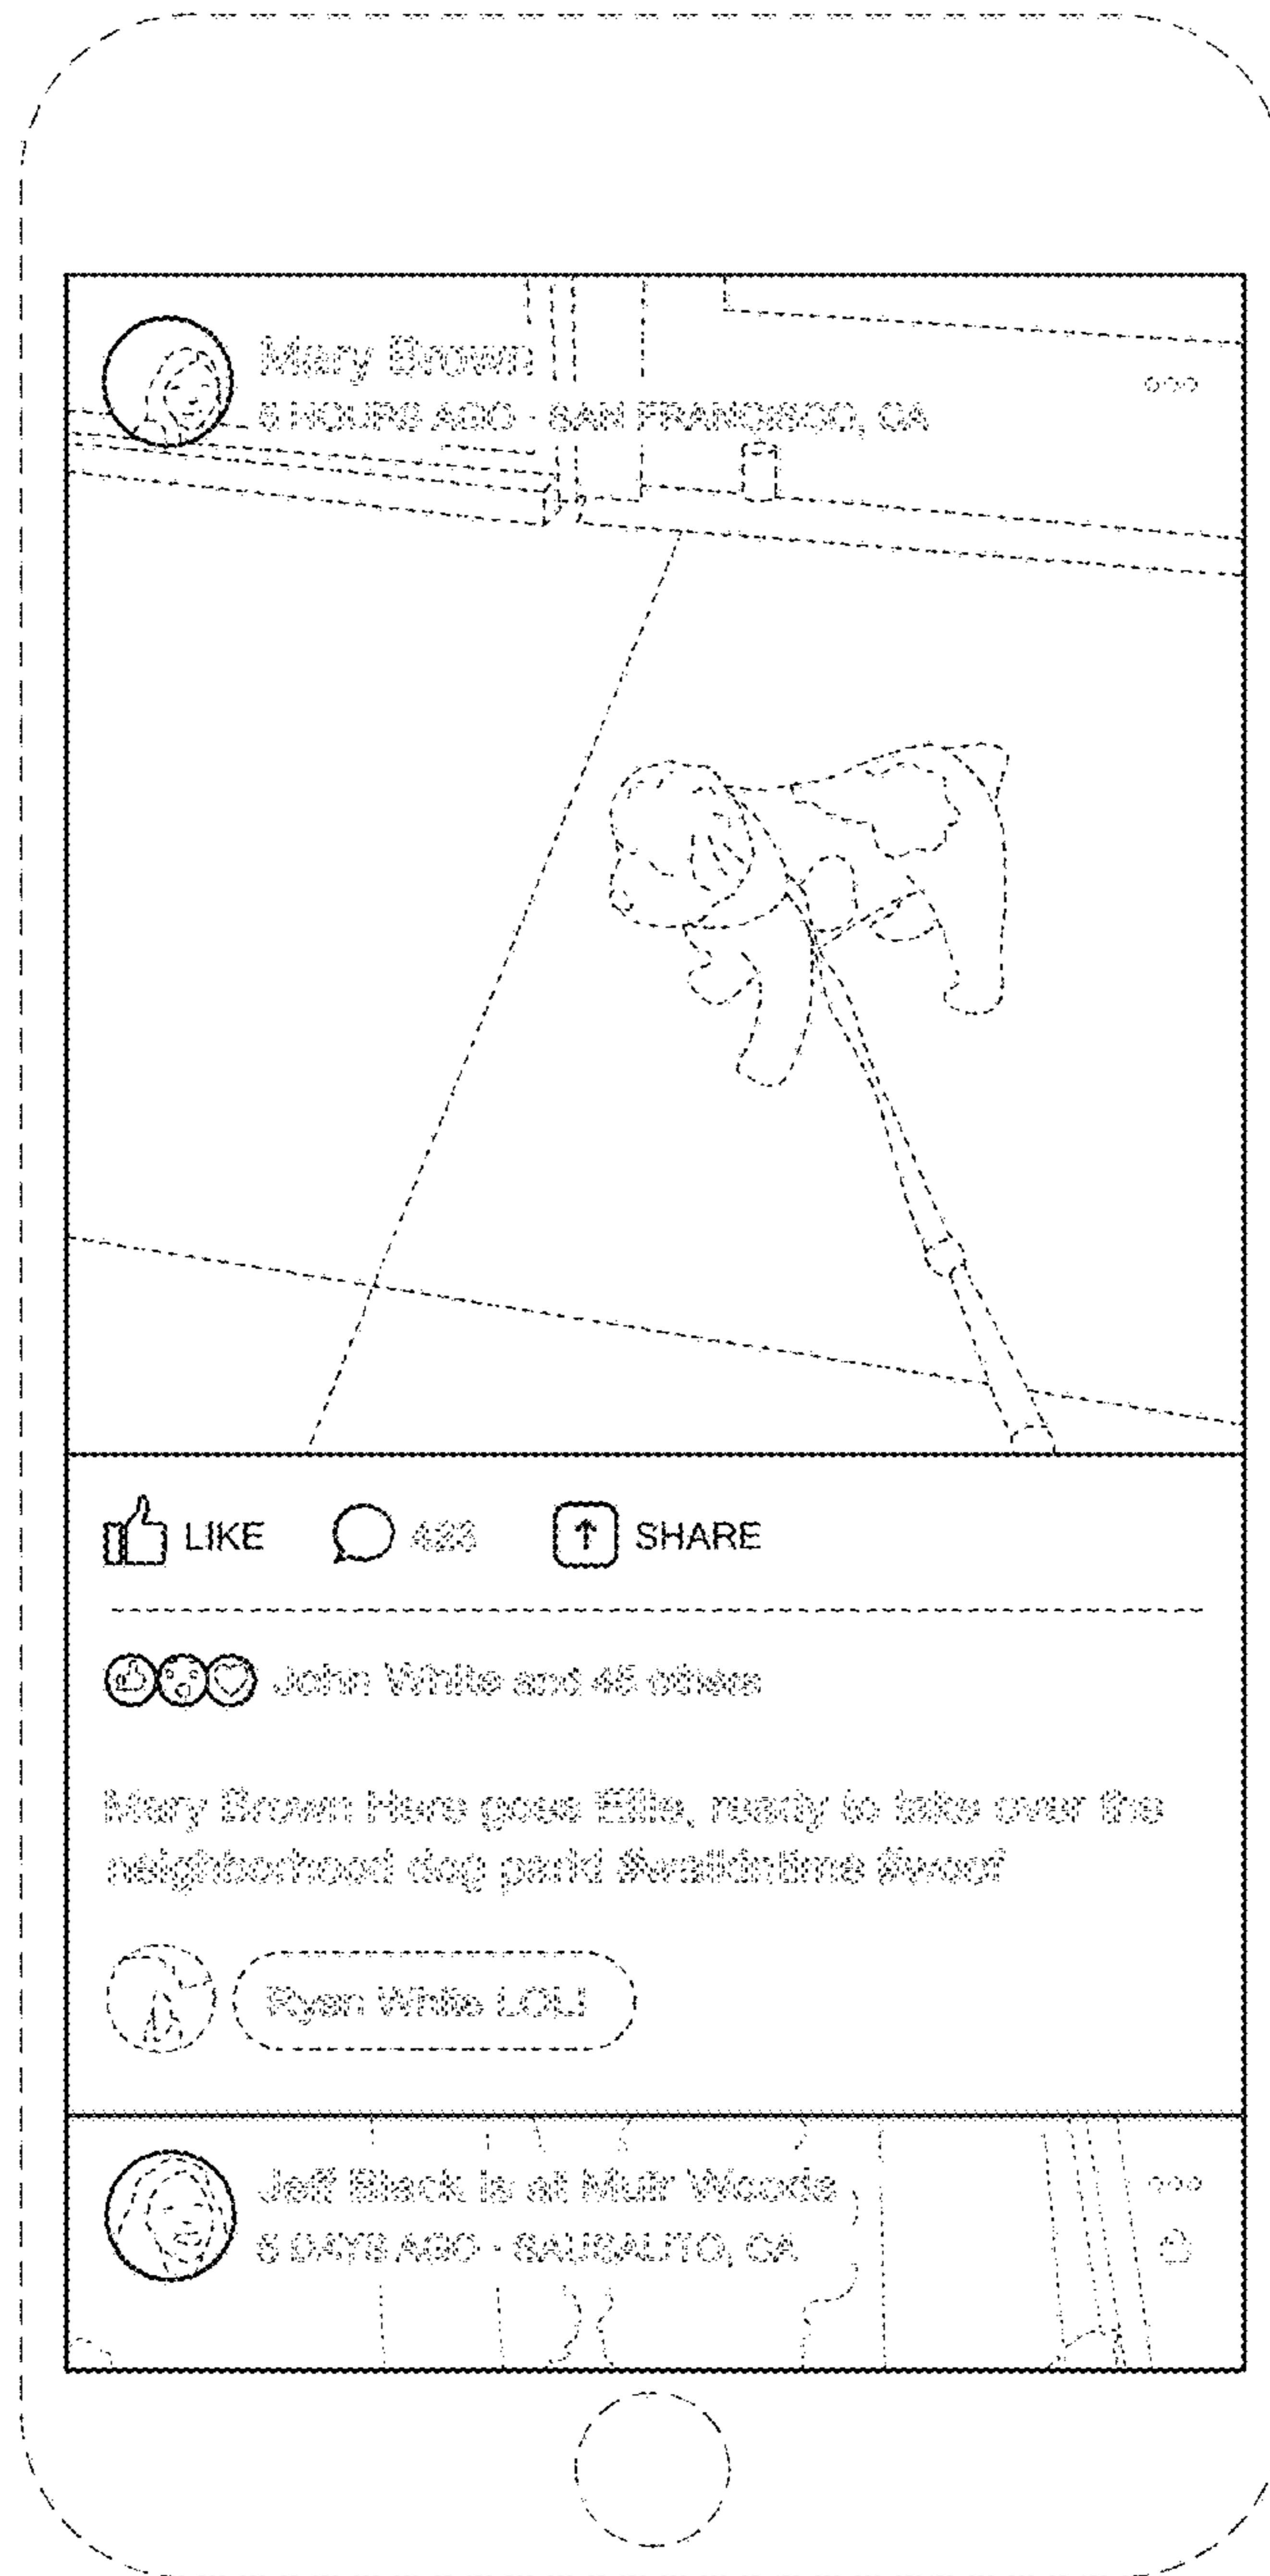 Mary Brown
6 HOURS AGO · SAN FRANCISCO, CA
LIKE 423 SHARE
John White and 45 others
Mary Brown Here goes Ellie, ready to take over the
neighborhood dog park! #walkintime #woof
Ryan White LOL!
Jeff Black is at Muir Woods
6 DAYS AGO · SAUSALITO, CA